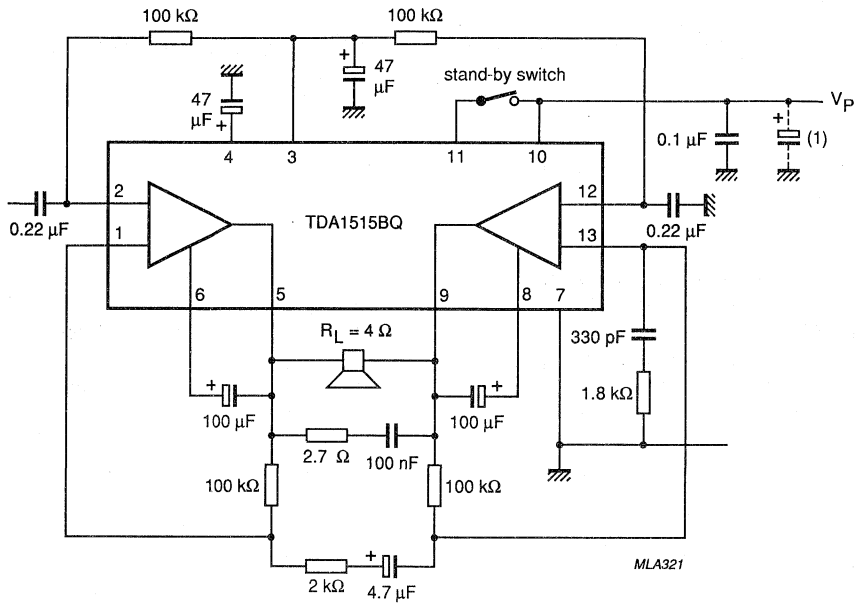 100 kΩ
100 kΩ
47
μF
+
47
μF
+
stand-by switch
VP
0.1 μF
+
(1)
4
3
11
10
2
1
TDA1515BQ
12
13
0.22 μF
0.22 μF
6
5
9
8
7
RL = 4 Ω
330 pF
+
100 μF
+
100 μF
1.8 kΩ
2.7 Ω
100 nF
100 kΩ
100 kΩ
+
2 kΩ
4.7 μF
MLA321